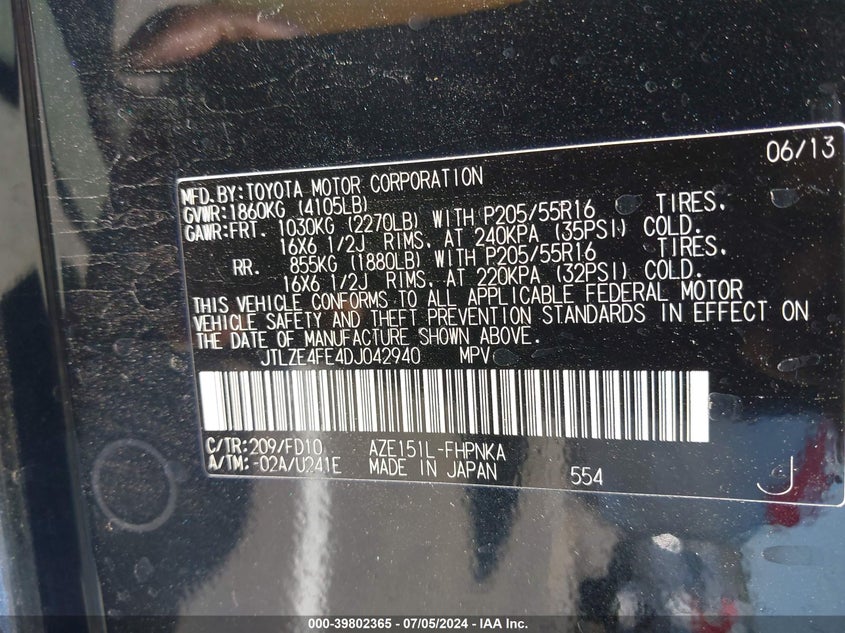 06/13
MFD.BY:TOYOTA MOTOR CORPORATION
GVWR:1860KG (4105LB)
GAWR:FRT. 1030KG (2270LB) WITH P205/55R16 TIRES,
16X6 1/2J RIMS, AT 240KPA (35PSI) COLD.
RR. 855KG (1880LB) WITH P205/55R16 TIRES,
16X6 1/2J RIMS, AT 220KPA (32PSI) COLD.
THIS VEHICLE CONFORMS TO ALL APPLICABLE FEDERAL MOTOR
VEHICLE SAFETY AND THEFT PREVENTION STANDARDS IN EFFECT ON
THE DATE OF MANUFACTURE SHOWN ABOVE.
JTLZE4FE4DJ042940 MPV
C/TR:209/FD10 AZE151L-FHPNKA
A/TM:-02A/U241E MADE IN JAPAN 554 J
000-39802365 - 07/05/2024 - IAA Inc.